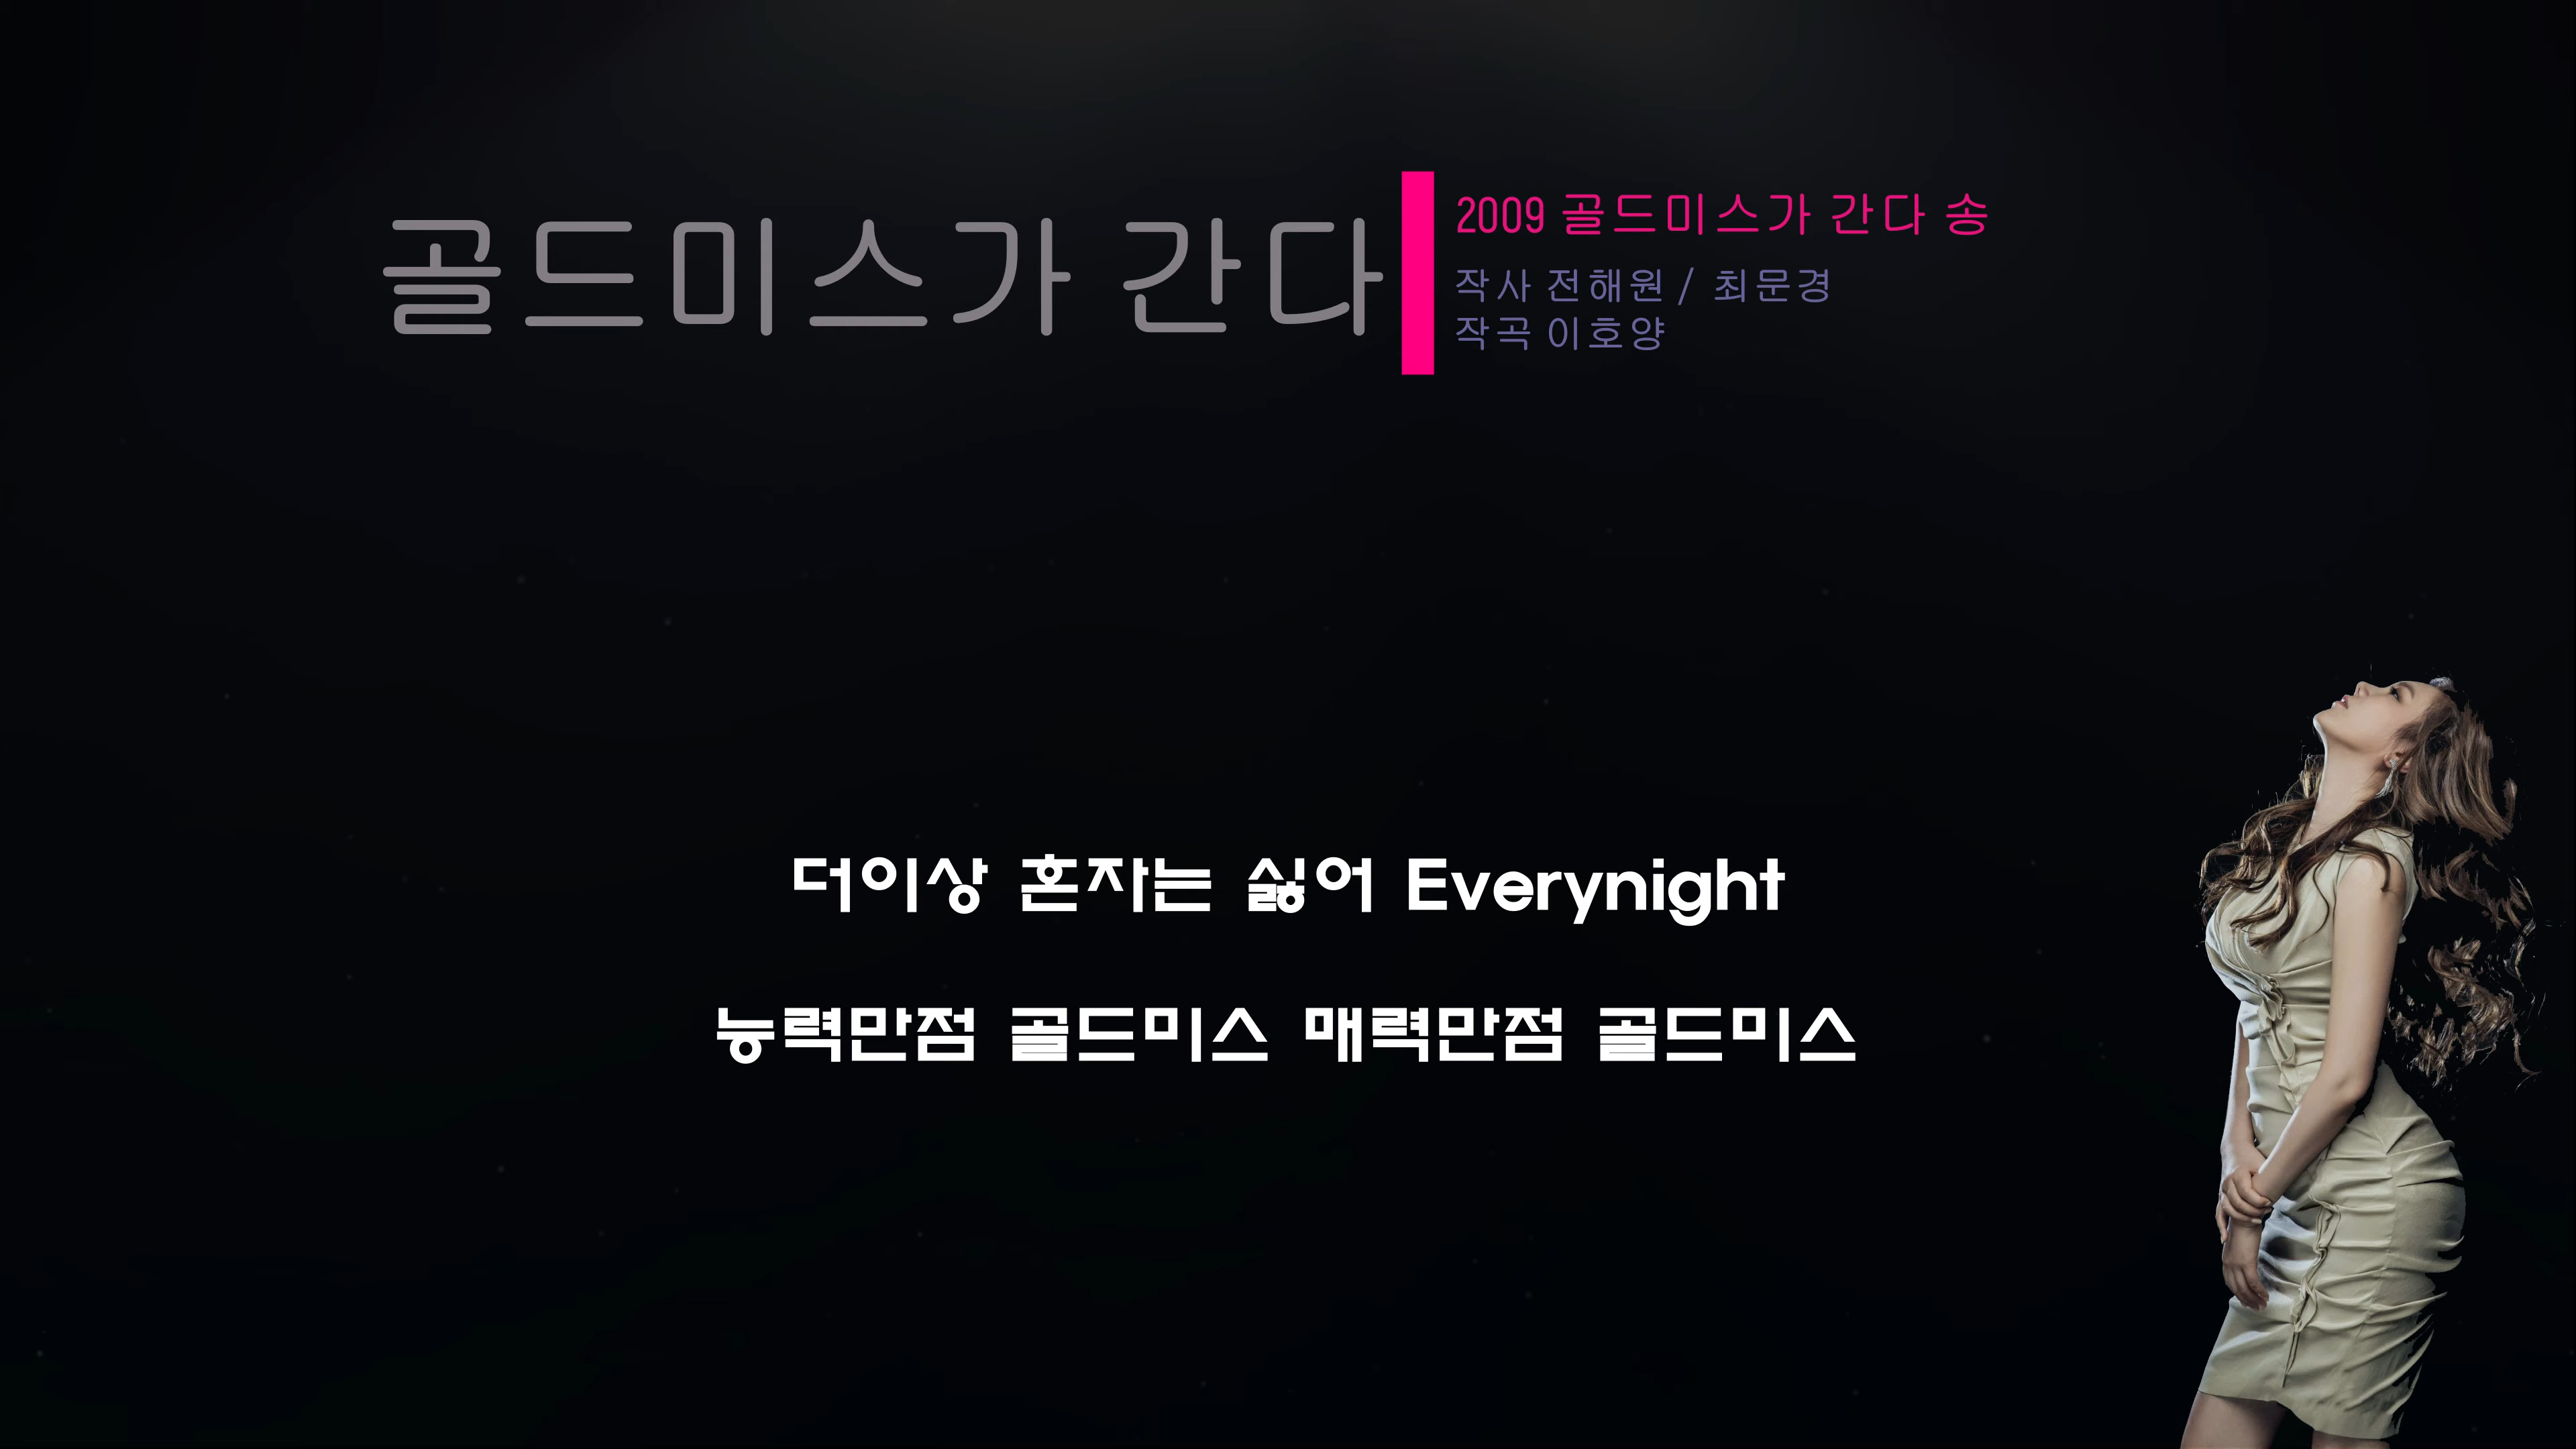 골드미스가 간다
2009 골드미스가 간다 송
작사 전해원 / 최문경
작곡 이호양
더이상 혼자는 싫어 Everynight
능력만점 골드미스 매력만점 골드미스